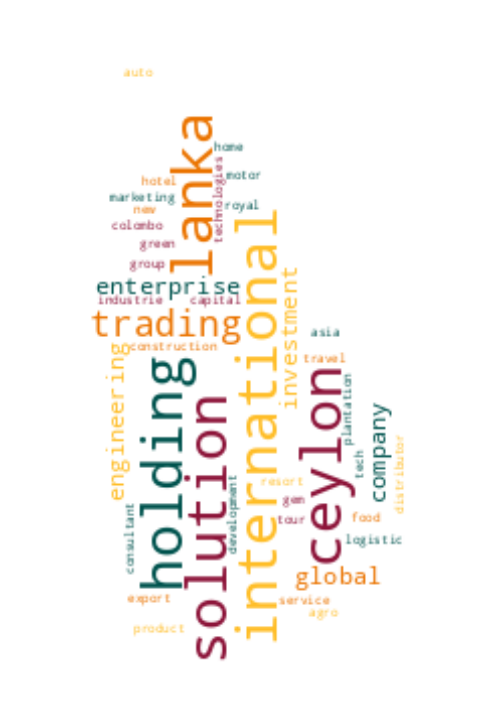 auto
lanka
home
technologies
motor
hotel
marketing
new
royal
colombo
international
green
group
investment
enterprise
industrie
capital
trading
asia
construction
engineering
travel
holding
ceylon
plantation
solution
company
distributor
tech
development
resort
gem
consultant
tour
food
logistic
global
export
service
agro
product